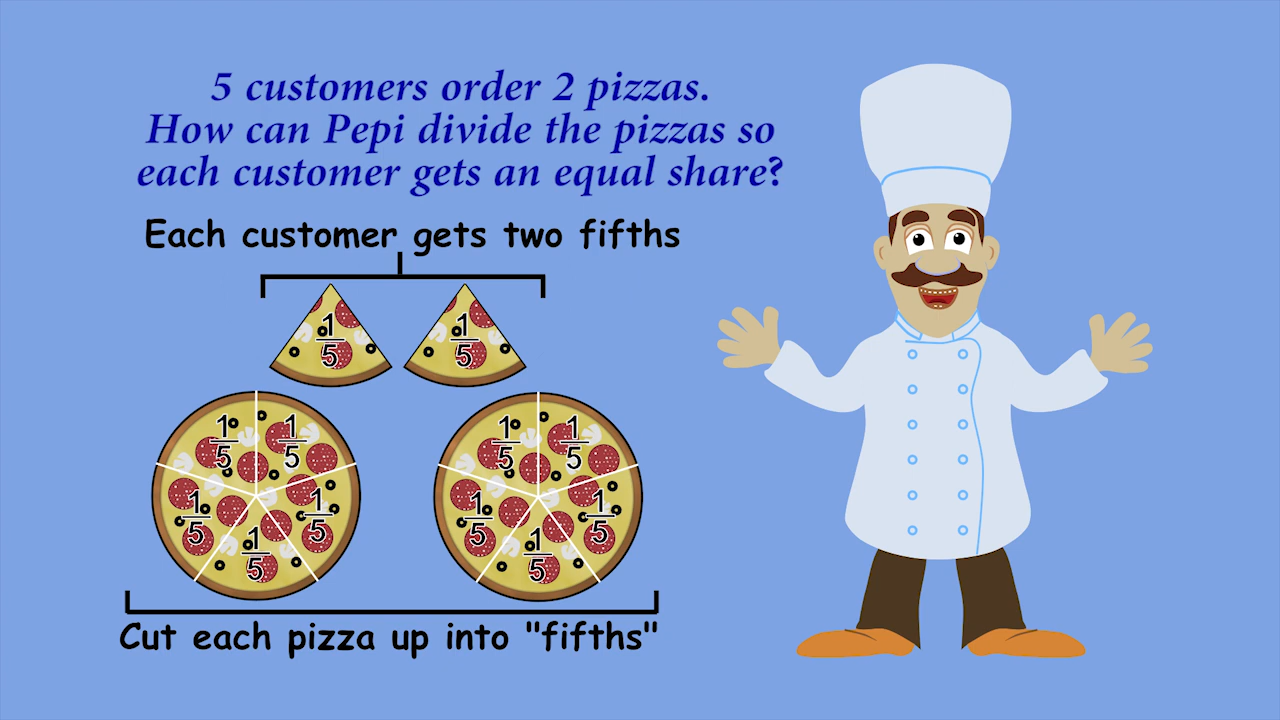 5 customers order 2 pizzas.
How can Pepi divide the pizzas so
each customer gets an equal share?
Each customer gets two fifths
1/5 1/5
1/5 1/5 1/5 1/5
1/5 1/5 1/5 1/5
1/5 1/5
Cut each pizza up into "fifths"